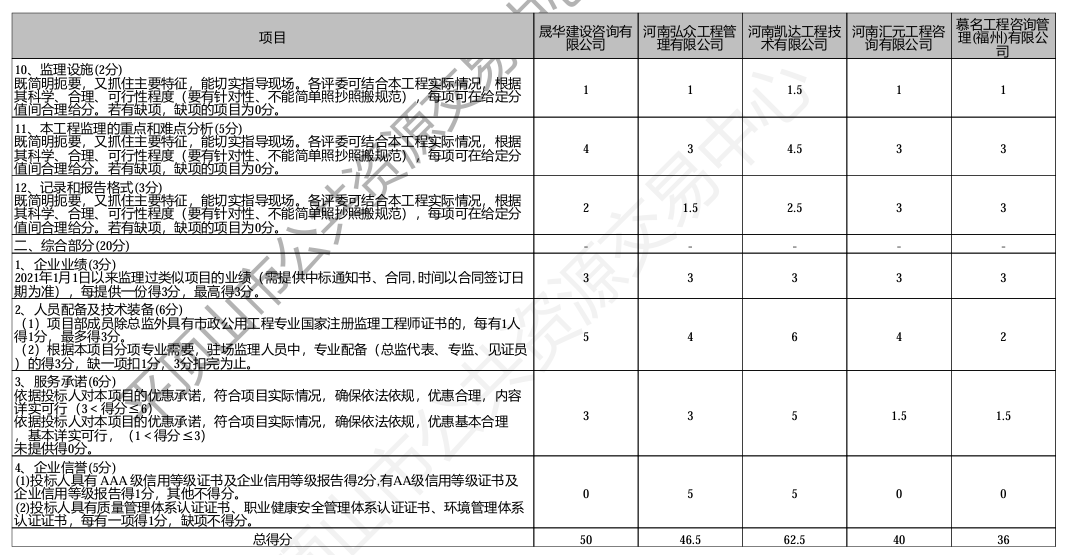 项目
晟华建设咨询有
限公司
河南弘众工程管
理有限公司
河南凯达工程技
术有限公司
河南汇元工程咨
询有限公司
慕名工程咨询管
理(福州)有限公
司
10、监理设施(2分)
既简明扼要，又抓住主要特征，能切实指导现场。各评委可结合本工程实际情况，根据
其科学、合理、可行性程度（要有针对性、不能简单照抄照搬规范），每项可在给定分
值间合理给分。若有缺项，缺项的项目为0分。
1 1 1.5 1 1
11、本工程监理的重点和难点分析(5分)
既简明扼要，又抓住主要特征，能切实指导现场。各评委可结合本工程实际情况，根据
其科学、合理、可行性程度（要有针对性、不能简单照抄照搬规范），每项可在给定分
值间合理给分。若有缺项，缺项的项目为0分。
4 3 4.5 3 3
12、记录和报告格式(3分)
既简明扼要，又抓住主要特征，能切实指导现场。各评委可结合本工程实际情况，根据
其科学、合理、可行性程度（要有针对性、不能简单照抄照搬规范），每项可在给定分
值间合理给分。若有缺项，缺项的项目为0分。
2 1.5 2.5 3 3
二、综合部分(20分) - - - - -
1、企业业绩(3分)
2021年1月1日以来监理过类似项目的业绩（需提供中标通知书、合同,时间以合同签订日
期为准），每提供一份得3分，最高得3分。
3 3 3 3 3
2、人员配备及技术装备(6分)
（1）项目部成员除总监外具有市政公用工程专业国家注册监理工程师证书的，每有1人
得1分，最多得3分。
（2）根据本项目分项专业需要，驻场监理人员中，专业配备（总监代表、专监、见证员
）的得3分，缺一项扣1分，3分扣完为止。
5 4 6 4 2
3、服务承诺(6分)
依据投标人对本项目的优惠承诺，符合项目实际情况，确保依法依规，优惠合理，内容
详实可行（3＜得分≤6）
依据投标人对本项目的优惠承诺，符合项目实际情况，确保依法依规，优惠基本合理
，基本详实可行，（1＜得分≤3）
未提供得0分。
3 3 5 1.5 1.5
4、企业信誉(5分)
(1)投标人具有 AAA 级信用等级证书及企业信用等级报告得2分,有AA级信用等级证书及
企业信用等级报告得1分，其他不得分。
(2)投标人具有质量管理体系认证证书、职业健康安全管理体系认证证书、环境管理体系
认证证书，每有一项得1分，缺项不得分。
0 5 5 0 0
总得分 50 46.5 62.5 40 36
平顶山市公共资源交易中心
平顶山市公共资源交易中心